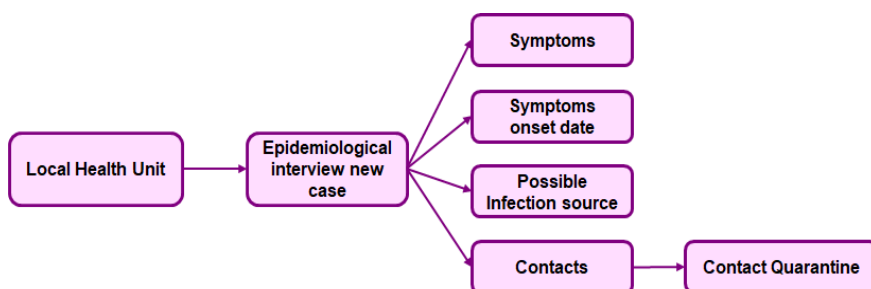 Local Health Unit
Epidemiological
interview new
case
Symptoms
Symptoms
onset date
Possible
Infection source
Contacts
Contact Quarantine